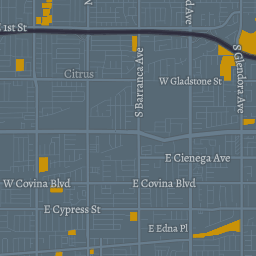 E 1st St
Citrus
W Gladstone St
S Barranca Ave
S Glendora Ave
E Cienega Ave
W Covina Blvd
E Covina Blvd
E Cypress St
E Edna Pl